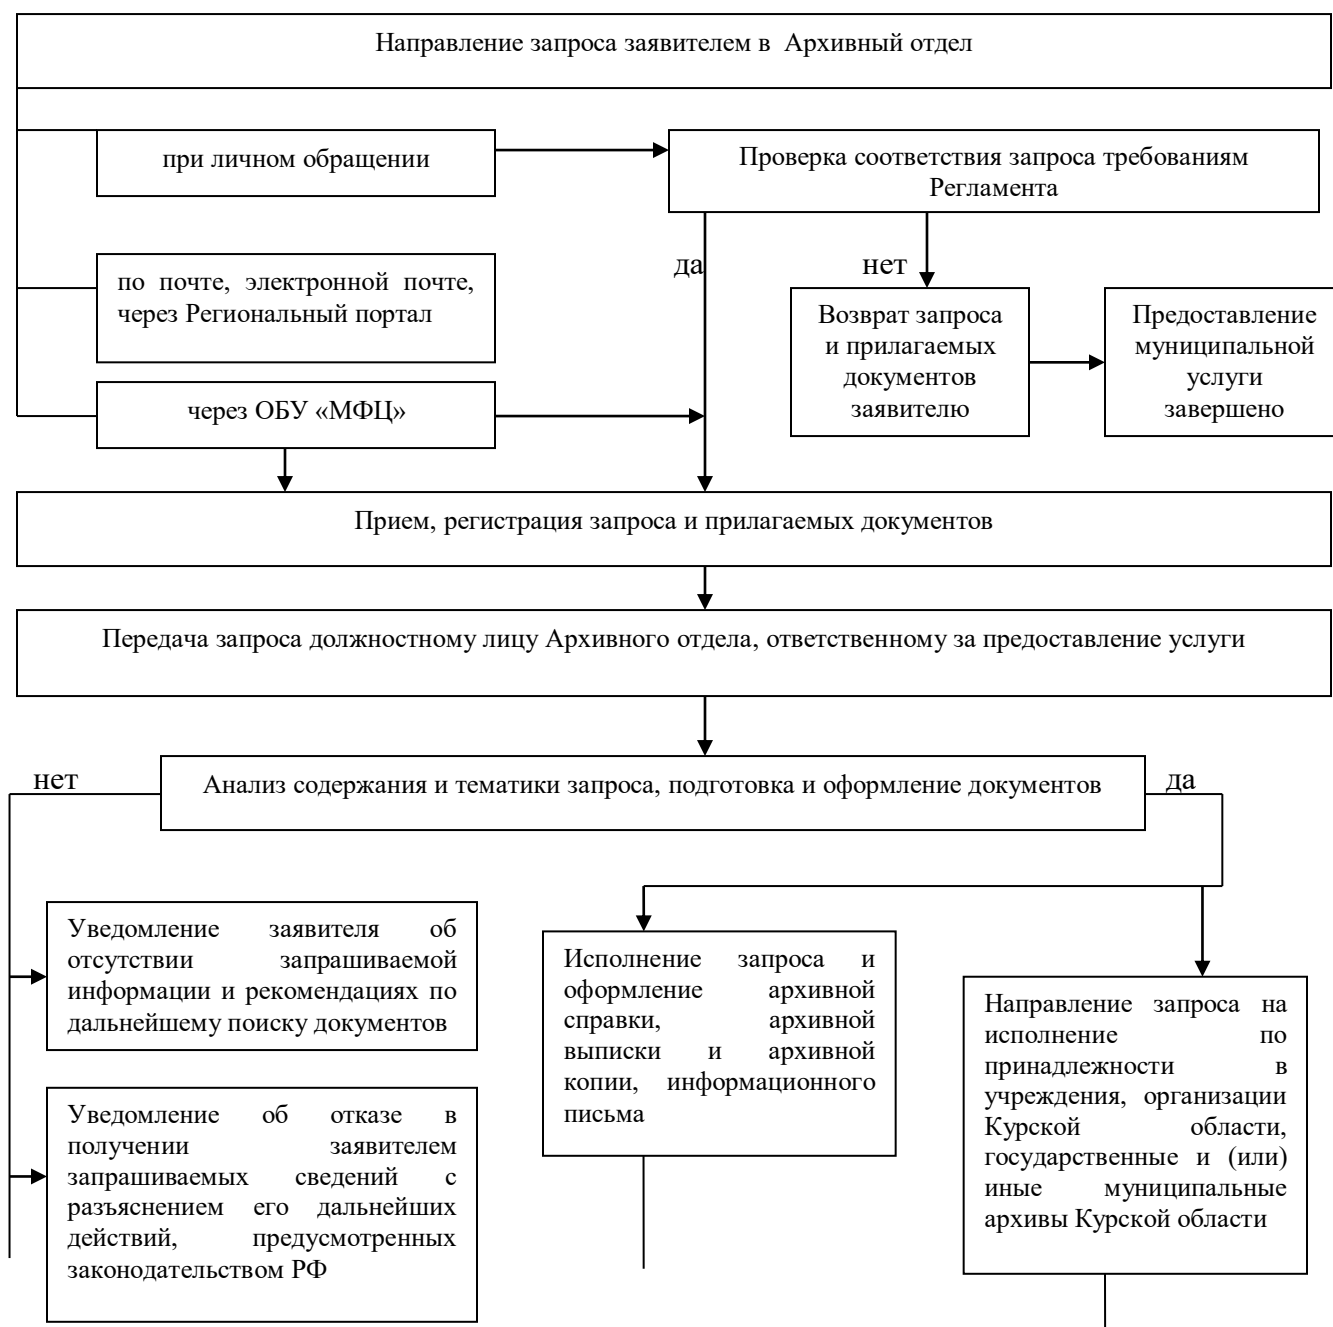 Направление запроса заявителем в Архивный отдел
при личном обращении
Проверка соответствия запроса требованиям
Регламента
да
нет
по почте, электронной почте,
через Региональный портал
Возврат запроса
и прилагаемых
документов
заявителю
Предоставление
муниципальной
услуги
завершено
через ОБУ «МФЦ»
Прием, регистрация запроса и прилагаемых документов
Передача запроса должностному лицу Архивного отдела, ответственному за предоставление услуги
нет
Анализ содержания и тематики запроса, подготовка и оформление документов
да
Уведомление заявителя об
отсутствии запрашиваемой
информации и рекомендациях по
дальнейшему поиску документов
Исполнение запроса и
оформление архивной
справки, архивной
выписки и архивной
копии, информационного
письма
Направление запроса на
исполнение по
принадлежности в
учреждения, организации
Курской области,
государственные и (или)
иные муниципальные
архивы Курской области
Уведомление об отказе в
получении заявителем
запрашиваемых сведений с
разъяснением его дальнейших
действий, предусмотренных
законодательством РФ